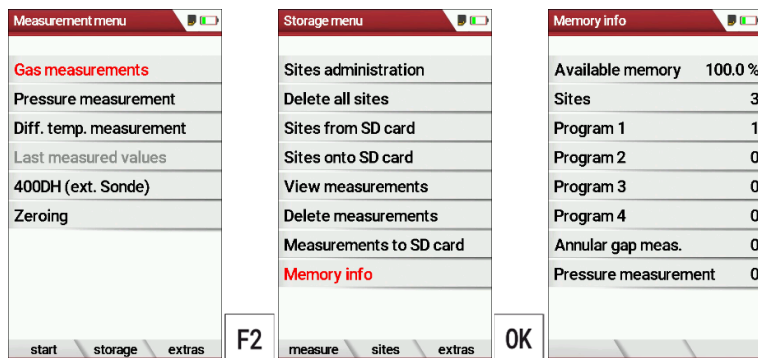 Measurement menu
Gas measurements
Pressure measurement
Diff. temp. measurement
Last measured values
400DH (ext. Sonde)
Zeroing
start storage extras
F2
Storage menu
Sites administration
Delete all sites
Sites from SD card
Sites onto SD card
View measurements
Delete measurements
Measurements to SD card
Memory info
measure sites extras
OK
Memory info
Available memory 100.0 %
Sites 3
Program 1 1
Program 2 0
Program 3 0
Program 4 0
Annular gap meas. 0
Pressure measurement 0